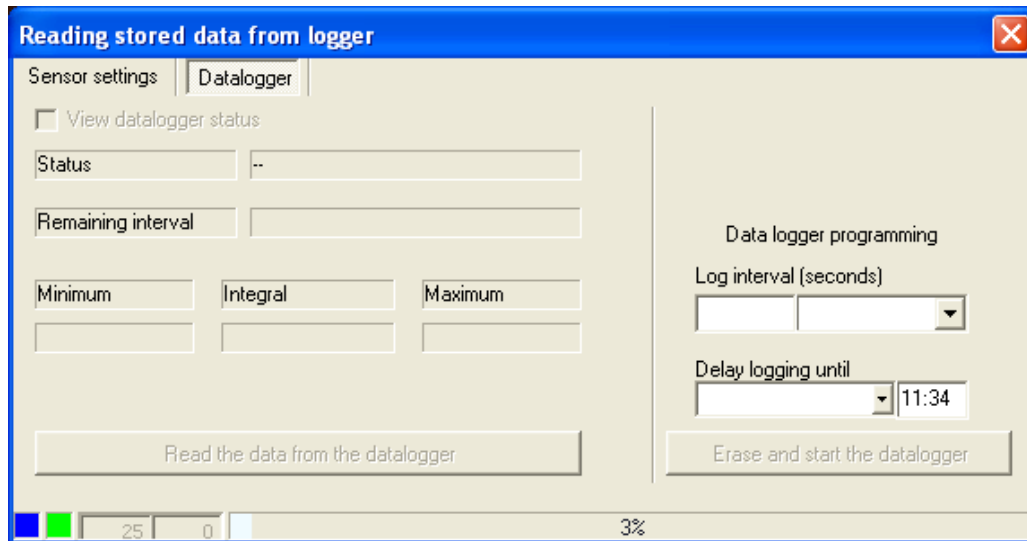 Reading stored data from logger
Sensor settings Datalogger
View datalogger status
Status --
Remaining interval
Minimum Integral Maximum
Data logger programming
Log interval (seconds)
Delay logging until
11:34
Read the data from the datalogger
Erase and start the datalogger
25 0 3%